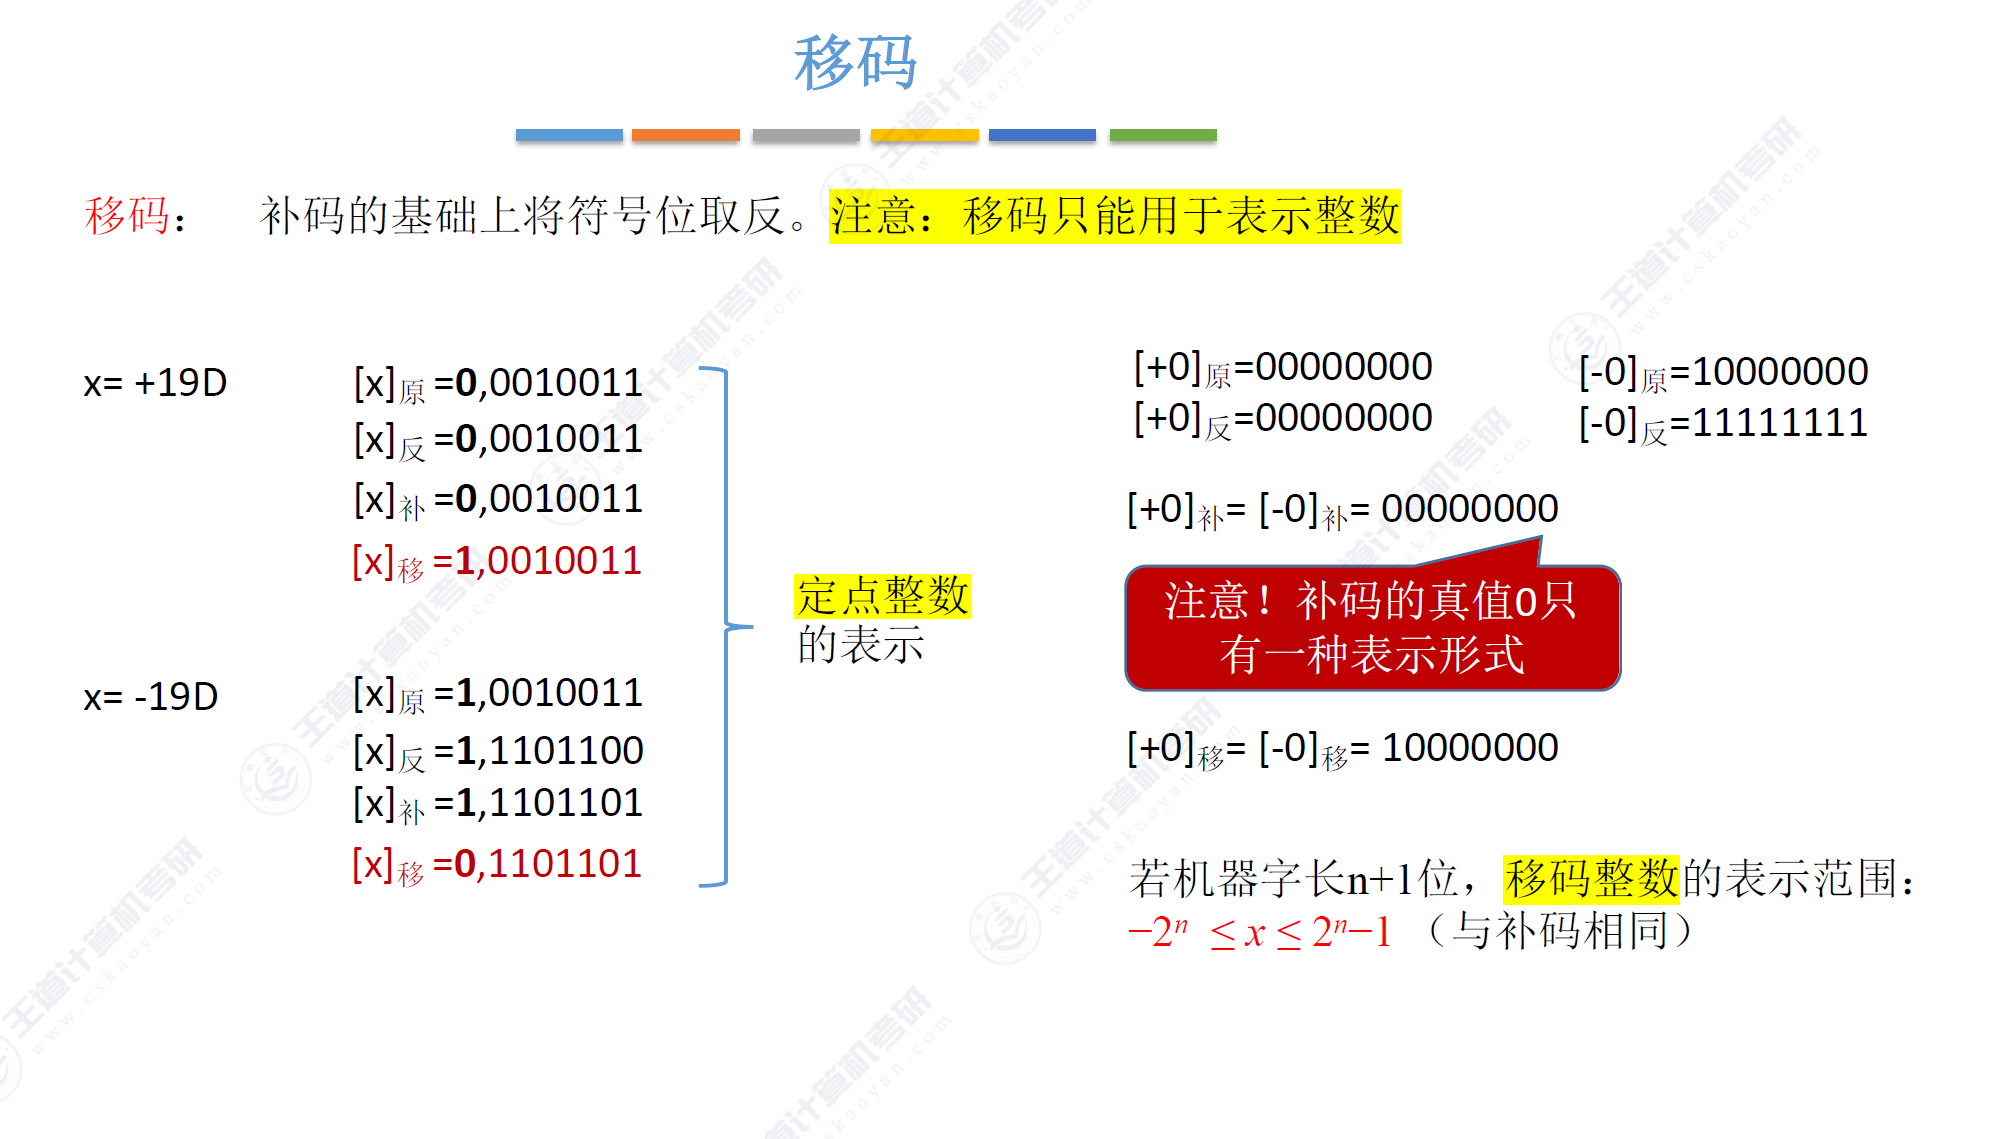 移码
移码： 补码的基础上将符号位取反。注意：移码只能用于表示整数
x= +19D
[x]原 =0,0010011
[x]反 =0,0010011
[x]补 =0,0010011
[x]移 =1,0010011
x= -19D
[x]原 =1,0010011
[x]反 =1,1101100
[x]补 =1,1101101
[x]移 =0,1101101
定点整数
的表示
[+0]原=00000000
[+0]反=00000000
[-0]原=10000000
[-0]反=11111111
[+0]补= [-0]补= 00000000
注意！补码的真值0只
有一种表示形式
[+0]移= [-0]移= 10000000
若机器字长n+1位，移码整数的表示范围：
−2ⁿ ≤ x ≤ 2ⁿ−1 （与补码相同）
王道计算机考研
www.cskaoyan.com